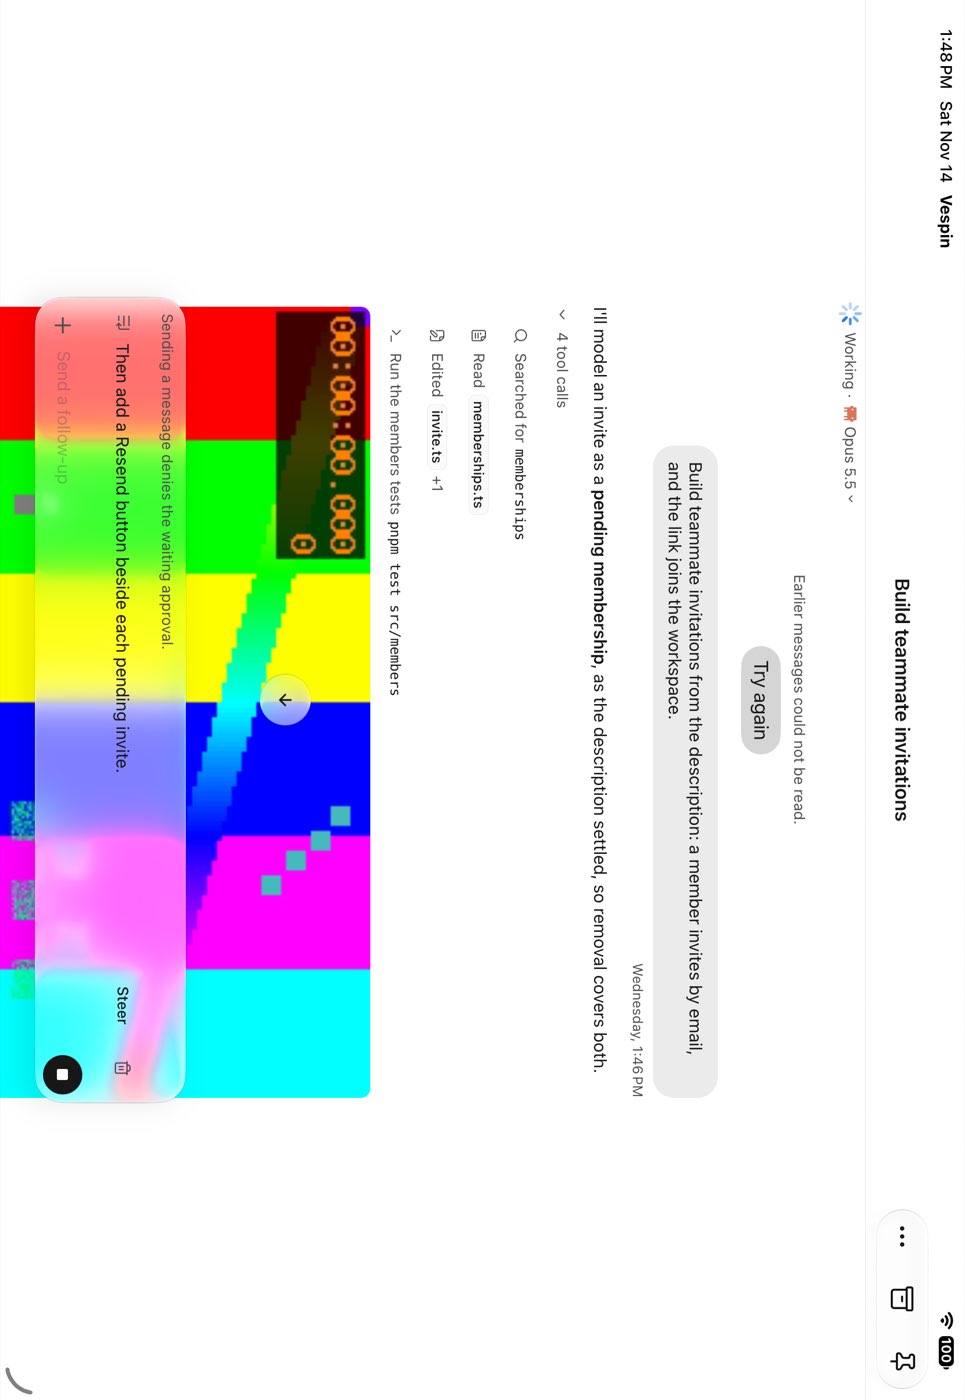 1:48 PM Sat Nov 14 Vespin
100
Build teammate invitations
Working · Opus 5.5
Earlier messages could not be read.
Try again
Build teammate invitations from the description: a member invites by email,
and the link joins the workspace.
Wednesday, 1:46 PM
I'll model an invite as a pending membership, as the description settled, so removal covers both.
4 tool calls
Searched for memberships
Read memberships.ts
Edited invite.ts +1
Run the members tests pnpm test src/members
00:00:00.000
0
Sending a message denies the waiting approval.
Then add a Resend button beside each pending invite.
Steer
Send a follow-up